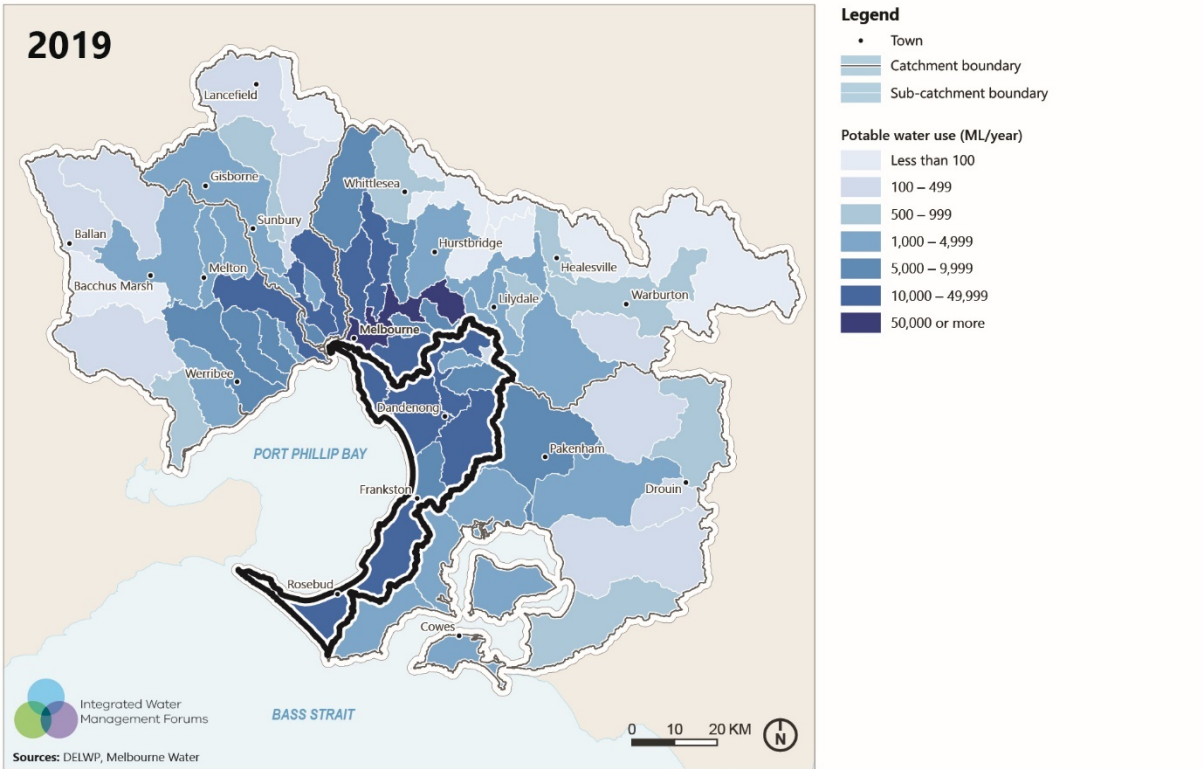 2019
Lancefield
Gisborne
Whittlesea
Sunbury
Ballan
Hurstbridge
Melton
Healesville
Bacchus Marsh
Lilydale
Warburton
Melbourne
Werribee
Dandenong
PORT PHILLIP BAY
Pakenham
Frankston
Drouin
Rosebud
Cowes
Integrated Water
Management Forums
BASS STRAIT
0 10 20 KM
N
Sources: DELWP, Melbourne Water
Legend
Town
Catchment boundary
Sub-catchment boundary
Potable water use (ML/year)
Less than 100
100 – 499
500 – 999
1,000 – 4,999
5,000 – 9,999
10,000 – 49,999
50,000 or more